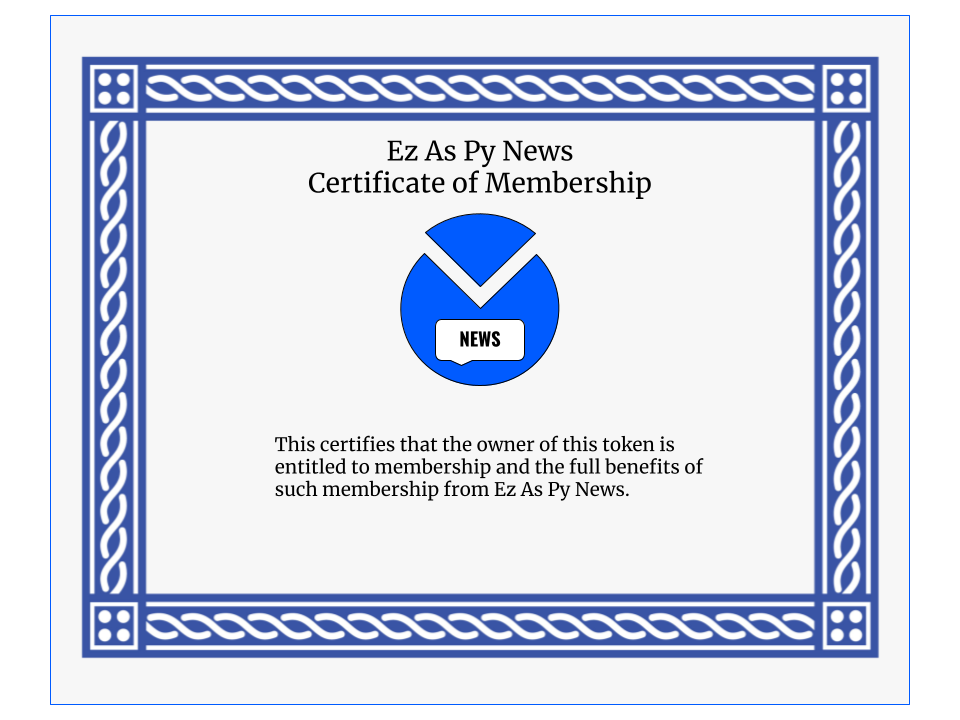 Ez As Py News
Certificate of Membership
NEWS
This certifies that the owner of this token is
entitled to membership and the full benefits of
such membership from Ez As Py News.